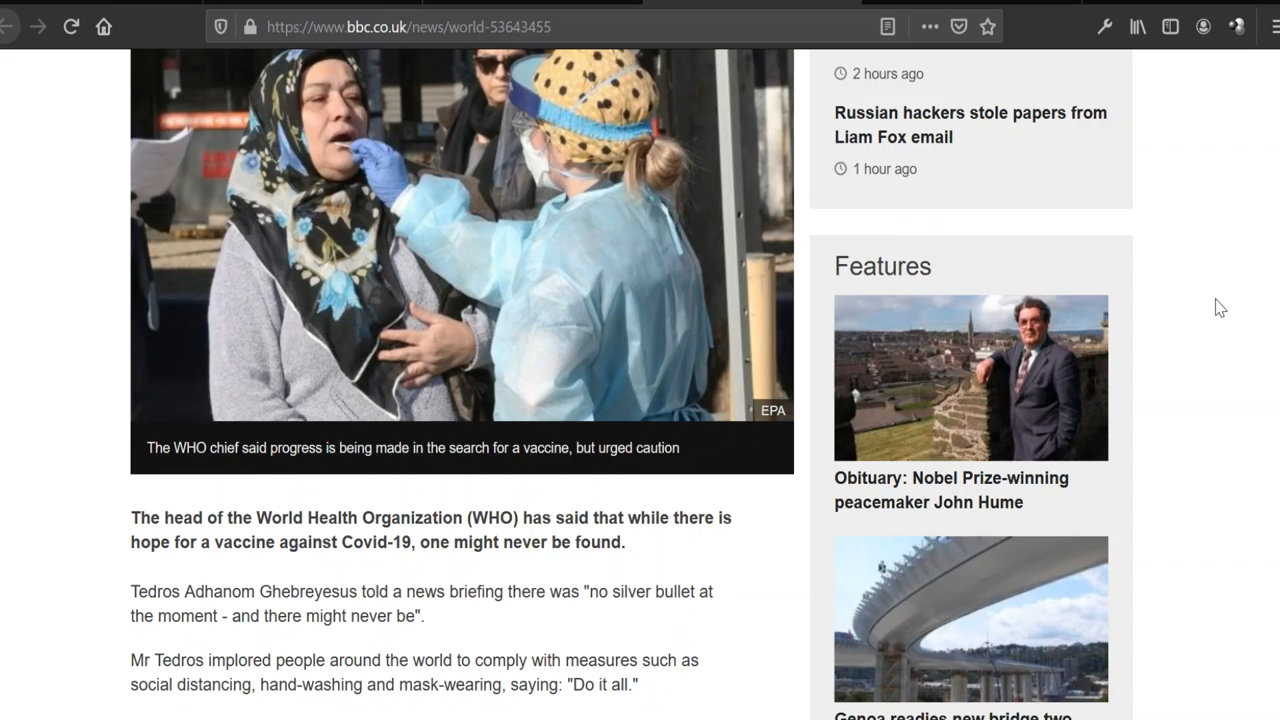 https://www.bbc.co.uk/news/world-53643455
EPA
The WHO chief said progress is being made in the search for a vaccine, but urged caution
The head of the World Health Organization (WHO) has said that while there is
hope for a vaccine against Covid-19, one might never be found.
Tedros Adhanom Ghebreyesus told a news briefing there was "no silver bullet at
the moment - and there might never be".
Mr Tedros implored people around the world to comply with measures such as
social distancing, hand-washing and mask-wearing, saying: "Do it all."
2 hours ago
Russian hackers stole papers from
Liam Fox email
1 hour ago
Features
Obituary: Nobel Prize-winning
peacemaker John Hume
Genoa readies new bridge two